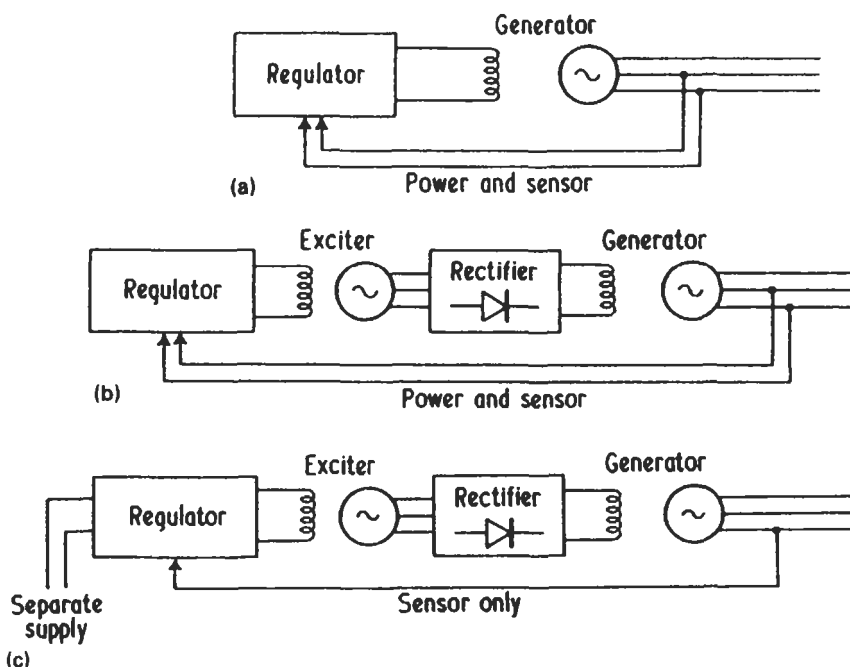 Generator
Regulator
Power and sensor
(a)
Exciter
Generator
Regulator
Rectifier
Power and sensor
(b)
Exciter
Generator
Regulator
Rectifier
Sensor only
Separate
supply
(c)